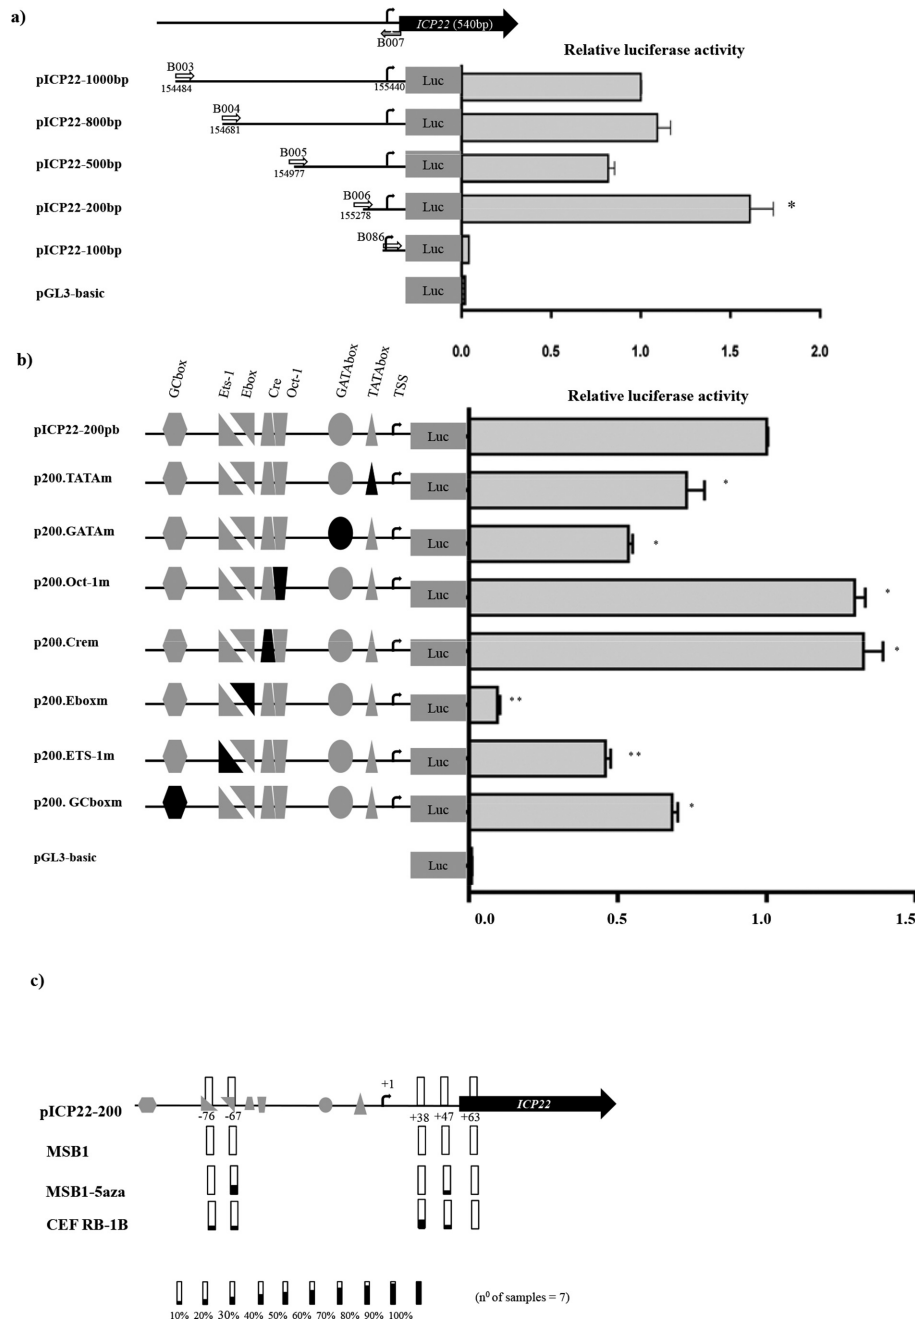 a)
ICP22 (540bp)
B007
Relative luciferase activity
pICP22-1000bp
B003
154484
155440
Luc
pICP22-800bp
B004
154681
Luc
pICP22-500bp
B005
154977
Luc
pICP22-200bp
B006
155278
Luc
*
pICP22-100bp
B086
Luc
pGL3-basic
Luc
0.0 0.5 1.0 1.5 2.0
b)
GCbox Ets-1 Ebox Cre Oct-1 GATAbox TATAbox TSS
Relative luciferase activity
pICP22-200pb Luc
p200.TATAm Luc *
p200.GATAm Luc *
p200.Oct-1m Luc *
p200.Crem Luc *
p200.Eboxm Luc **
p200.ETS-1m Luc **
p200. GCboxm Luc *
pGL3-basic Luc
0.0 0.5 1.0 1.5
c)
+1
pICP22-200 ICP22
-76 -67 +38 +47 +63
MSB1
MSB1-5aza
CEF RB-1B
10% 20% 30% 40% 50% 60% 70% 80% 90% 100%
(n⁰ of samples = 7)